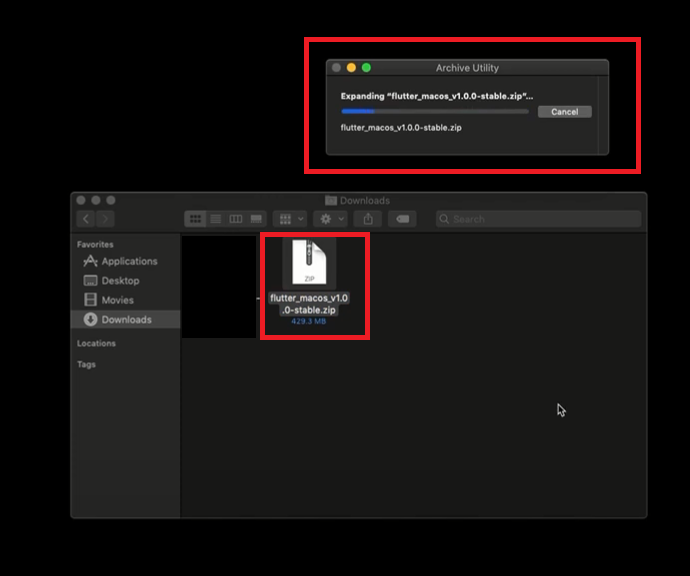 Archive Utility
Expanding “flutter_macos_v1.0.0-stable.zip”...
Cancel
flutter_macos_v1.0.0-stable.zip
Downloads
Search
Favorites
Applications
Desktop
Movies
Downloads
Locations
Tags
ZIP
flutter_macos_v1.0
.0-stable.zip
429.3 MB